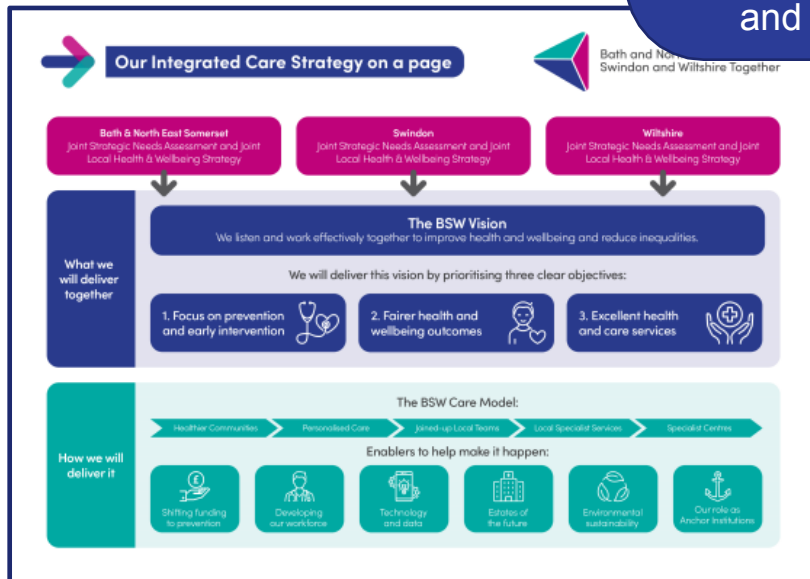 and
Our Integrated Care Strategy on a page
Bath and Nor
Swindon and Wiltshire Together
Bath & North East Somerset
Joint Strategic Needs Assessment and Joint
Local Health & Wellbeing Strategy
Swindon
Joint Strategic Needs Assessment and Joint
Local Health & Wellbeing Strategy
Wiltshire
Joint Strategic Needs Assessment and Joint
Local Health & Wellbeing Strategy
What we
will deliver
together
The BSW Vision
We listen and work effectively together to improve health and wellbeing and reduce inequalities.
We will deliver this vision by prioritising three clear objectives:
1. Focus on prevention
and early intervention
2. Fairer health and
wellbeing outcomes
3. Excellent health
and care services
How we will
deliver it
The BSW Care Model:
Healthier Communities
Personalised Care
Joined-up Local Teams
Local Specialist Services
Specialist Centres
Enablers to help make it happen:
£
Shifting funding
to prevention
Developing
our workforce
Technology
and data
Estates of
the future
Environmental
sustainability
Our role as
Anchor Institutions